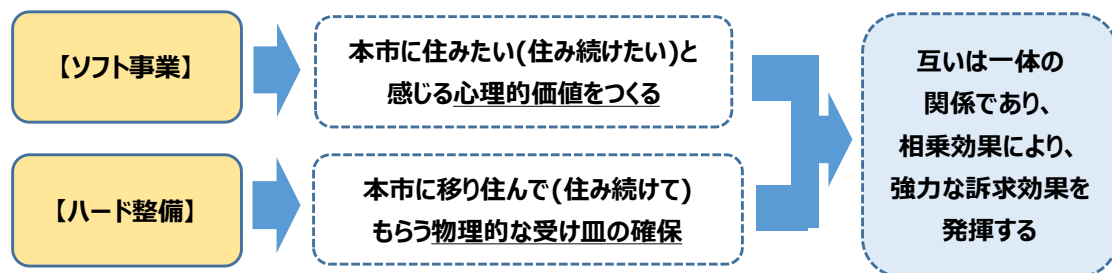 【ソフト事業】
本市に住みたい(住み続けたい)と
感じる心理的価値をつくる
【ハード整備】
本市に移り住んで(住み続けて)
もらう物理的な受け皿の確保
互いは一体の
関係であり、
相乗効果により、
強力な訴求効果を
発揮する